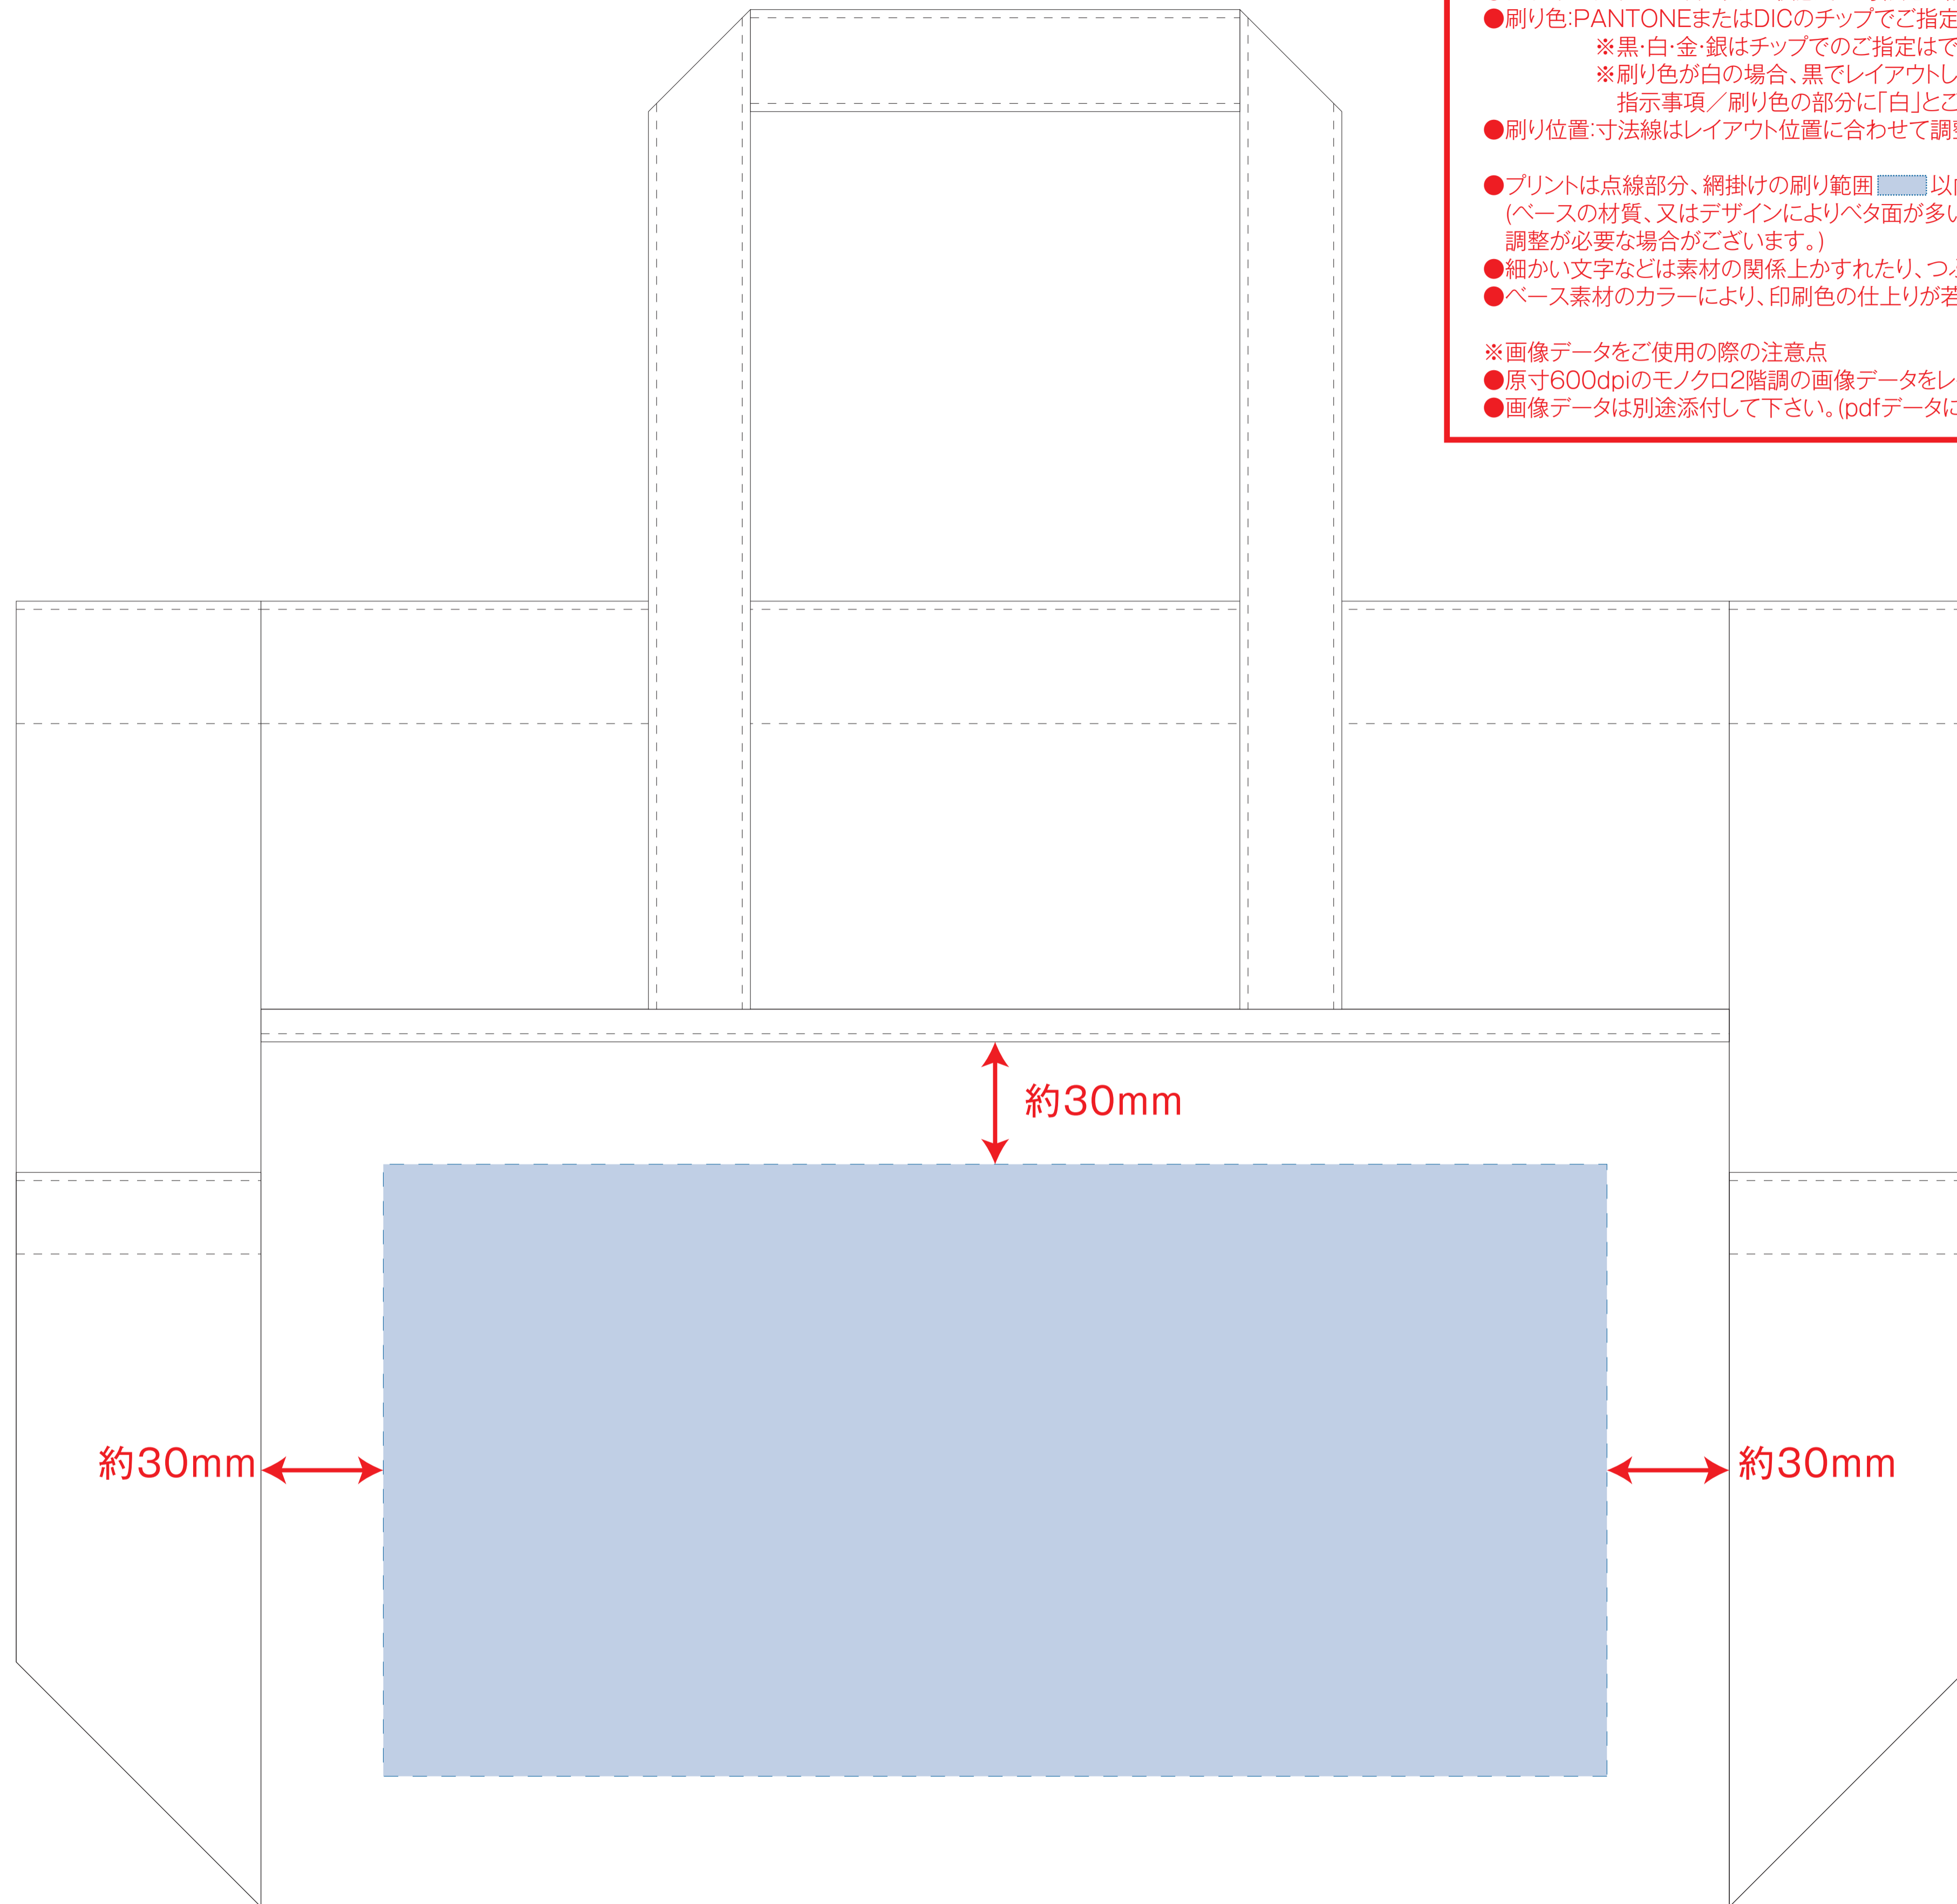 ●刷り色:PANTONEまたはDICのチップでご指定
※黒・白・金・銀はチップでのご指定はで
※刷り色が白の場合、黒でレイアウトし
指示事項／刷り色の部分に「白」とご
●刷り位置:寸法線はレイアウト位置に合わせて調整
●プリントは点線部分、網掛けの刷り範囲 以内
(ベースの材質、又はデザインによりベタ面が多い
調整が必要な場合がございます。)
●細かい文字などは素材の関係上かすれたり、つぶ
●ベース素材のカラーにより、印刷色の仕上りが若
※画像データをご使用の際の注意点
●原寸600dpiのモノクロ2階調の画像データをレ
●画像データは別途添付して下さい。(pdfデータに
約30mm
約30mm
約30mm